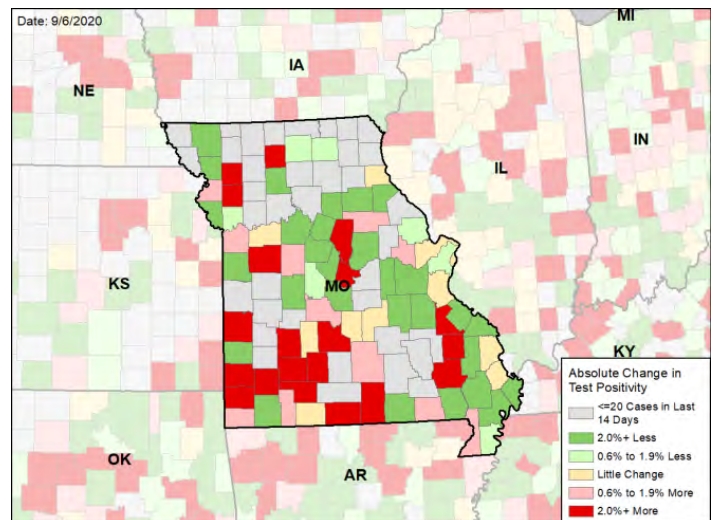 Date: 9/6/2020
MI
IA
NE
IL
IN
KS
MO
KY
OK
AR
Absolute Change in
Test Positivity
<=20 Cases in Last
14 Days
2.0%+ Less
0.6% to 1.9% Less
Little Change
0.6% to 1.9% More
2.0%+ More